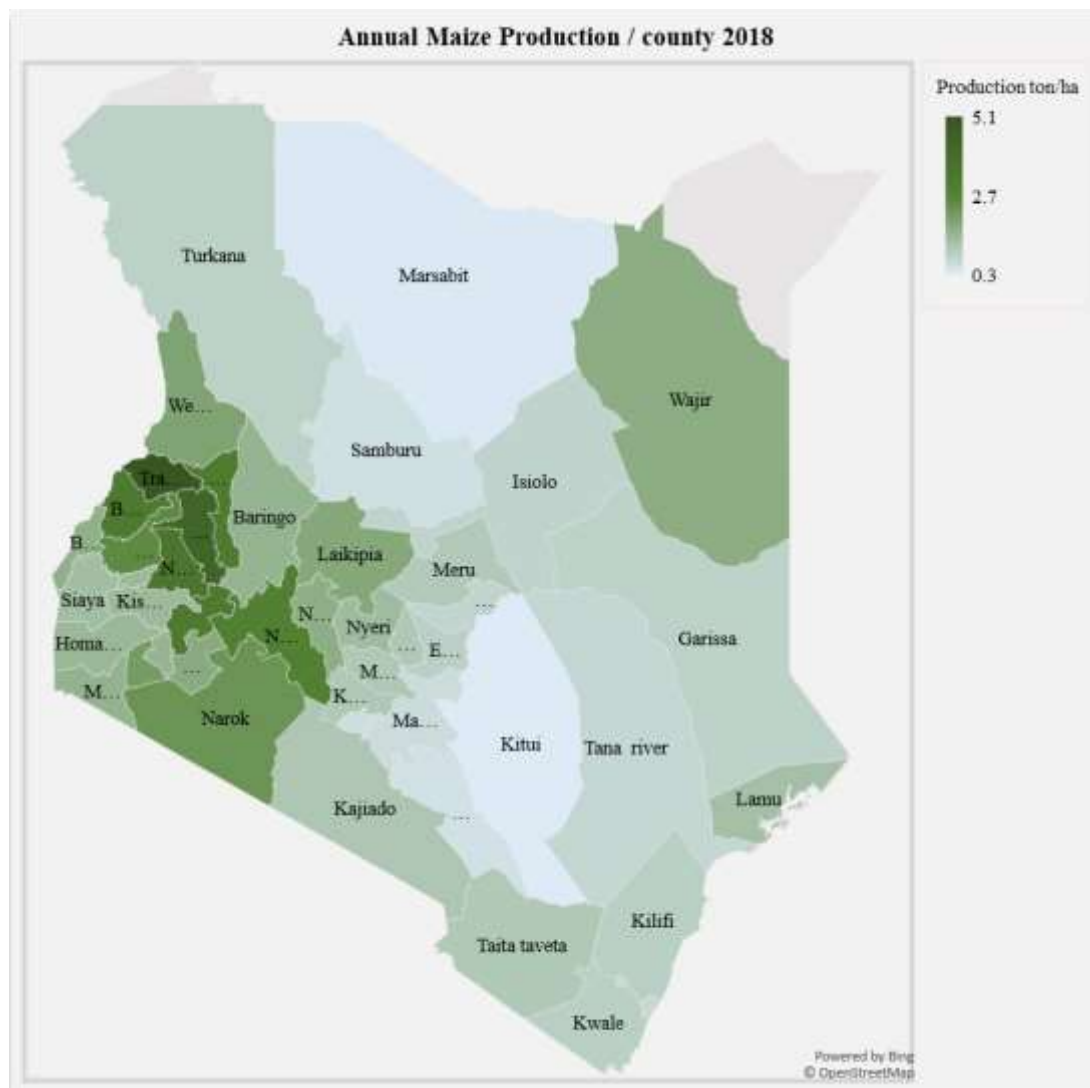 Annual Maize Production / county 2018
Production ton/ha
5.1
2.7
0.3
Turkana
Marsabit
Wajir
We…
Samburu
Isiolo
Tra…
B…
Baringo
…
B…
Laikipia
N…
Meru
Siaya
Kis…
…
N…
Nyeri
Garissa
Homa…
N…
…
E…
…
M…
M…
K…
Narok
Ma…
Kitui
Tana river
Lamu
Kajiado
…
Kilifi
Taita taveta
Kwale
Powered by Bing
© OpenStreetMap